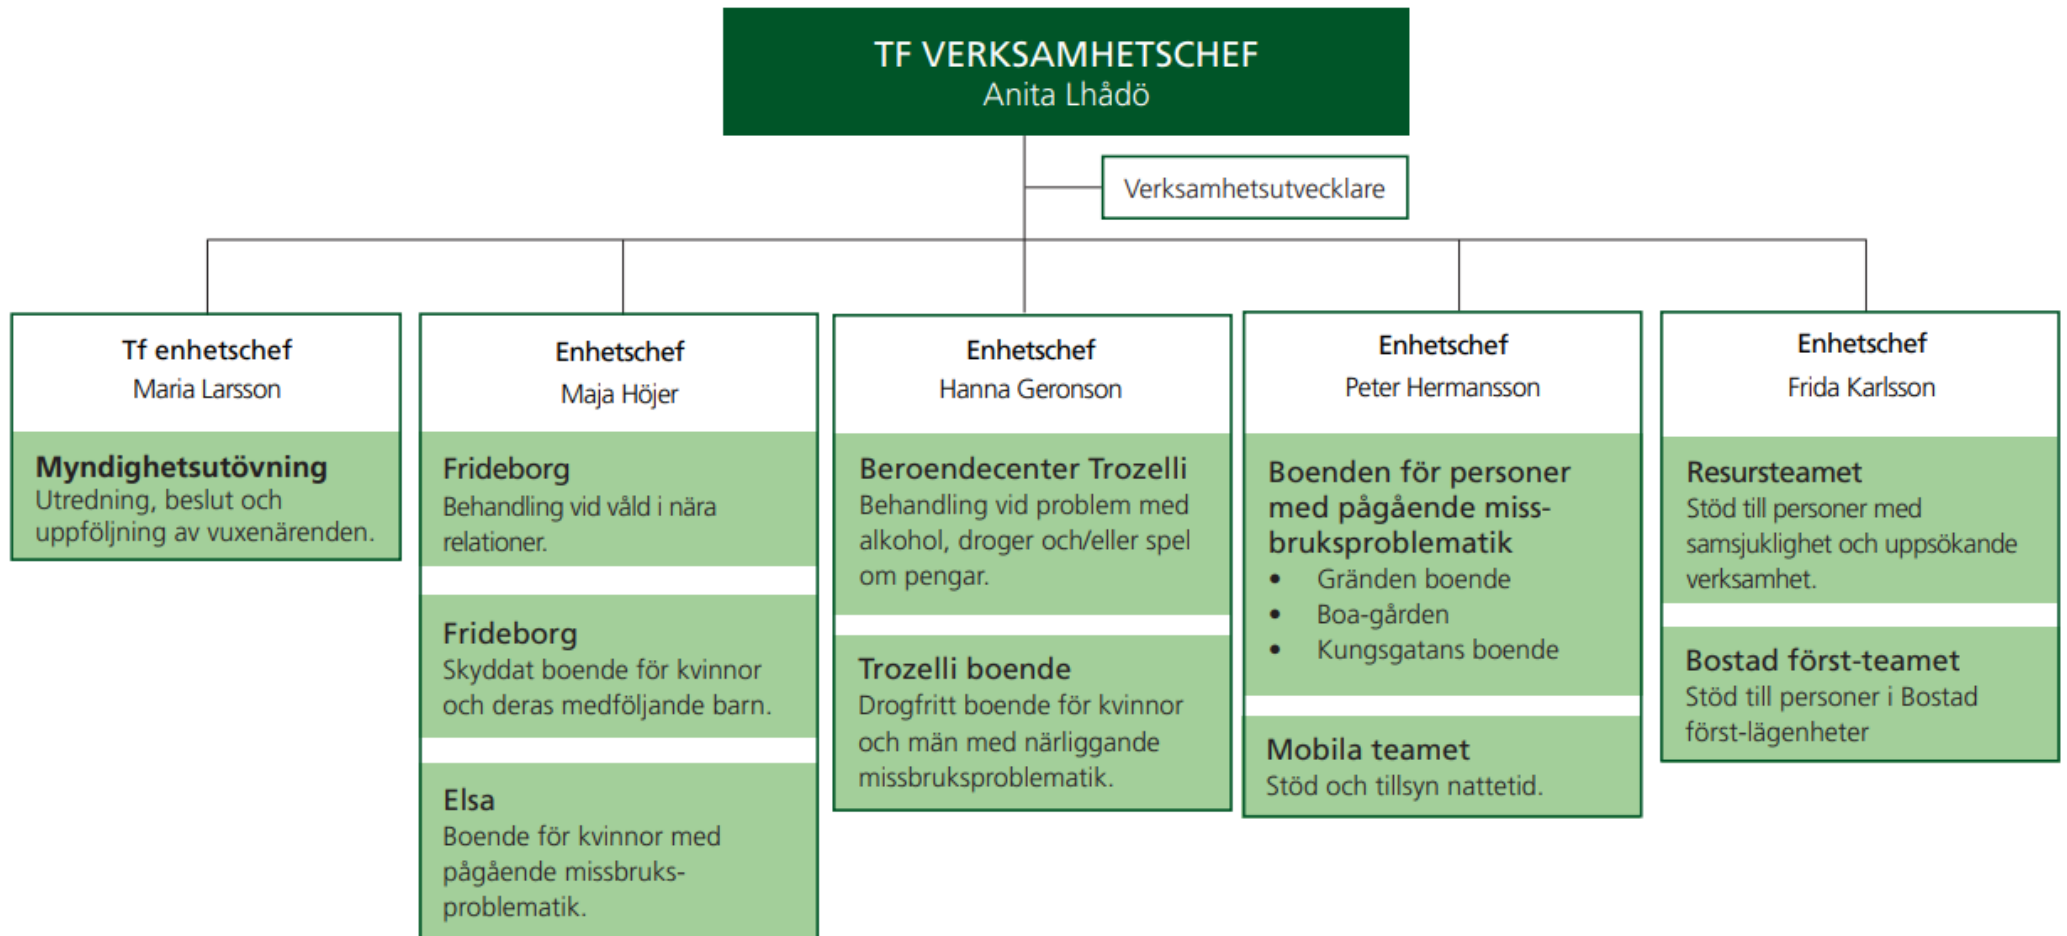 TF VERKSAMHETSCHEF
Anita Lhådö
Verksamhetsutvecklare
Tf enhetschef
Maria Larsson
Myndighetsutövning
Utredning, beslut och
uppföljning av vuxenärenden.
Enhetschef
Maja Höjer
Frideborg
Behandling vid våld i nära
relationer.
Frideborg
Skyddat boende för kvinnor
och deras medföljande barn.
Elsa
Boende för kvinnor med
pågående missbruks-
problematik.
Enhetschef
Hanna Geronson
Beroendecenter Trozelli
Behandling vid problem med
alkohol, droger och/eller spel
om pengar.
Trozelli boende
Drogfritt boende för kvinnor
och män med närliggande
missbruksproblematik.
Enhetschef
Peter Hermansson
Boenden för personer
med pågående miss-
bruksproblematik
• Gränden boende
• Boa-gården
• Kungsgatans boende
Mobila teamet
Stöd och tillsyn nattetid.
Enhetschef
Frida Karlsson
Resursteamet
Stöd till personer med
samsjuklighet och uppsökande
verksamhet.
Bostad först-teamet
Stöd till personer i Bostad
först-lägenheter